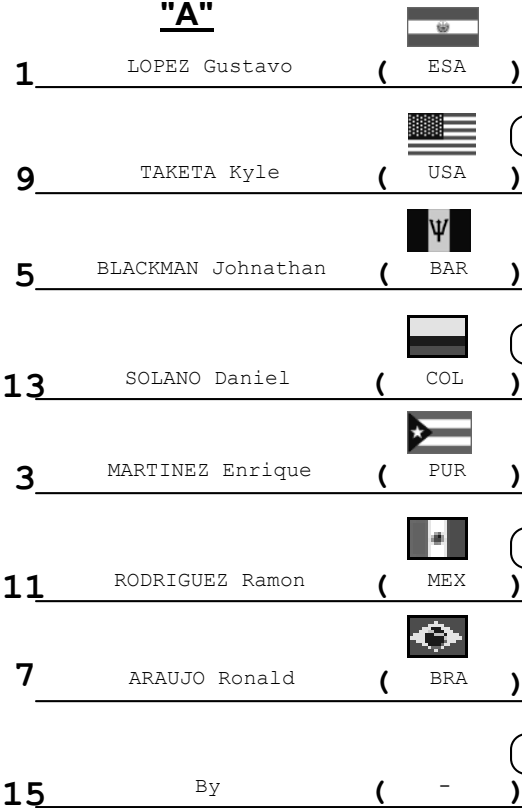 "A"
1 LOPEZ Gustavo ( ESA )
9 TAKETA Kyle ( USA )
5 BLACKMAN Johnathan ( BAR )
13 SOLANO Daniel ( COL )
3 MARTINEZ Enrique ( PUR )
11 RODRIGUEZ Ramon ( MEX )
7 ARAUJO Ronald ( BRA )
15 By ( - )